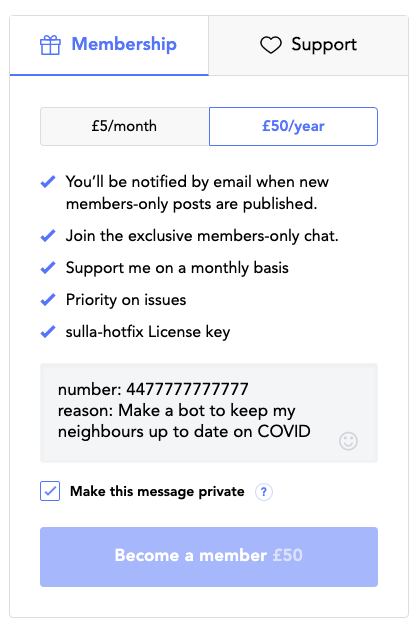 Membership
Support
£5/month
£50/year
You’ll be notified by email when new
members-only posts are published.
Join the exclusive members-only chat.
Support me on a monthly basis
Priority on issues
sulla-hotfix License key
number: 4477777777777
reason: Make a bot to keep my
neighbours up to date on COVID
Make this message private ?
Become a member £50